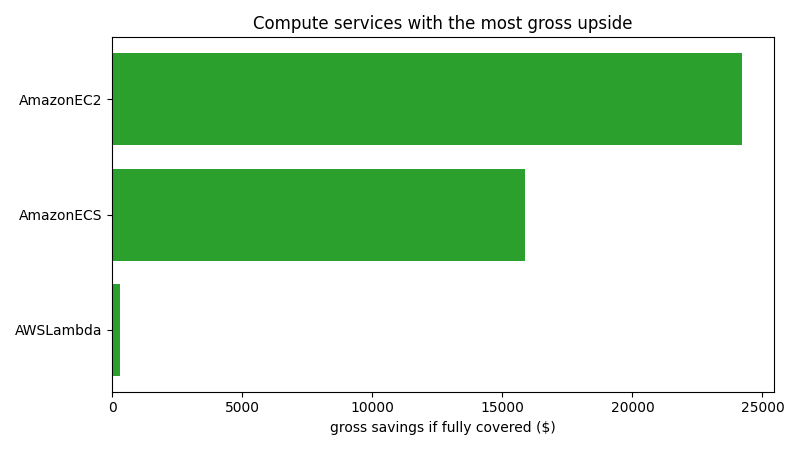 Compute services with the most gross upside
AmazonEC2
AmazonECS
AWSLambda
0 5000 10000 15000 20000 25000
gross savings if fully covered ($)